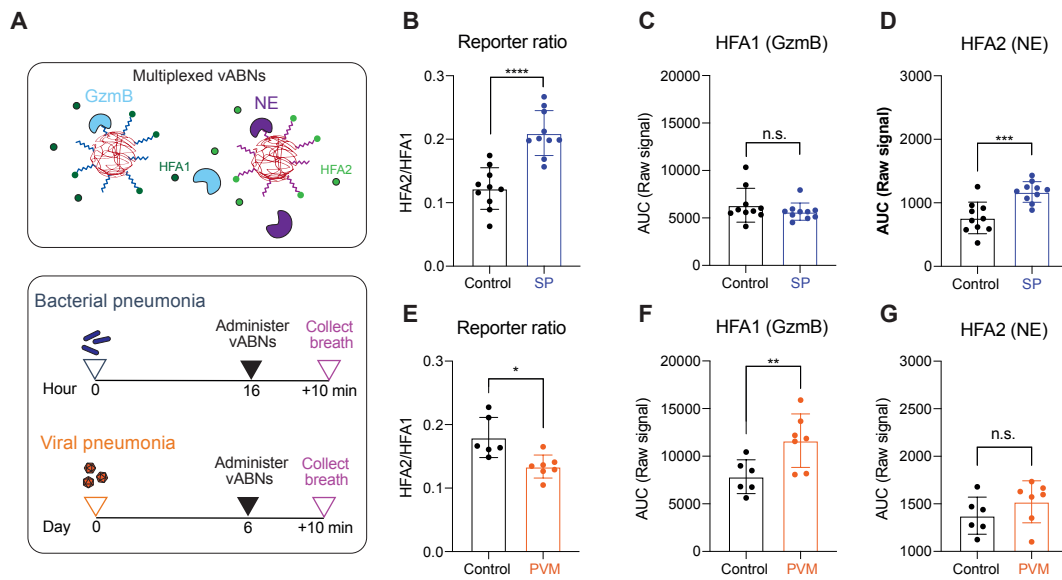 A
Multiplexed vABNs
GzmB
NE
HFA1
HFA2
Bacterial pneumonia
Administer
vABNs
Collect
breath
Hour
0
16
+10 min
Viral pneumonia
Administer
vABNs
Collect
breath
Day
0
6
+10 min
B
Reporter ratio
HFA2/HFA1
0.3
0.2
0.1
0.0
****
Control
SP
C
HFA1 (GzmB)
AUC (Raw signal)
20000
15000
10000
5000
0
n.s.
Control
SP
D
HFA2 (NE)
AUC (Raw signal)
3000
2000
1000
0
***
Control
SP
E
Reporter ratio
HFA2/HFA1
0.3
0.2
0.1
0.0
*
Control
PVM
F
HFA1 (GzmB)
AUC (Raw signal)
20000
15000
10000
5000
0
**
Control
PVM
G
HFA2 (NE)
AUC (Raw signal)
2500
2000
1500
1000
n.s.
Control
PVM